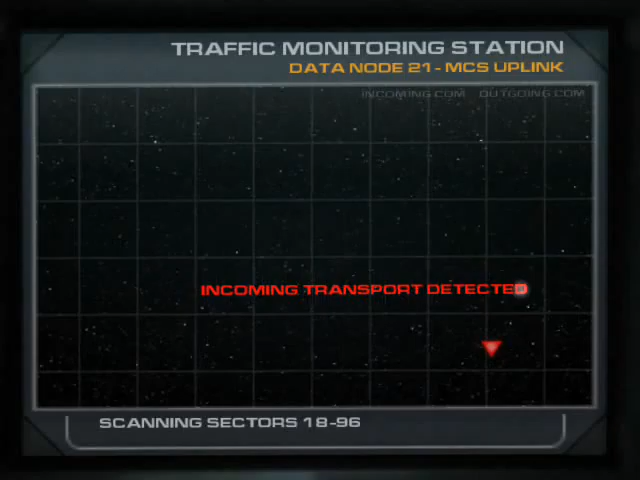 TRAFFIC MONITORING STATION
DATA NODE 21 - MCS UPLINK
INCOMING.COM OUTGOING.COM
INCOMING TRANSPORT DETECTED
SCANNING SECTORS 18-96